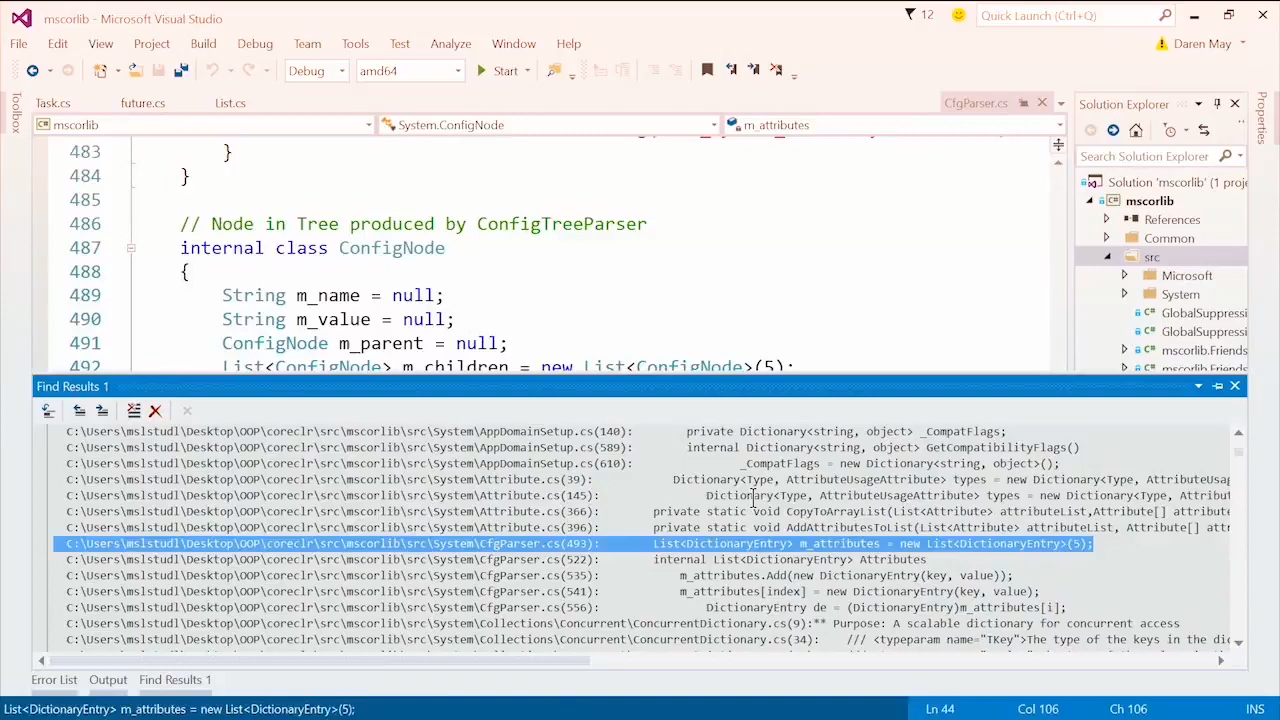 mscorlib - Microsoft Visual Studio
12
Quick Launch (Ctrl+Q)
File Edit View Project Build Debug Team Tools Test Analyze Window Help
Daren May
Debug amd64 Start
Toolbox
Task.cs future.cs List.cs CfgParser.cs
mscorlib System.ConfigNode m_attributes
483 }
484 }
485
486 // Node in Tree produced by ConfigTreeParser
487 internal class ConfigNode
488 {
489 String m_name = null;
490 String m_value = null;
491 ConfigNode m_parent = null;
492 List<ConfigNode> m_children = new List<ConfigNode>(5);
Solution Explorer
Search Solution Explorer
Solution 'mscorlib' (1 proje
mscorlib
References
Common
src
Microsoft
System
GlobalSuppressi
GlobalSuppressi
mscorlib.Friends
mscorlib.Friends
Properties
Find Results 1
C:\Users\mslstudl\Desktop\OOP\coreclr\src\mscorlib\src\System\AppDomainSetup.cs(140): private Dictionary<string, object> _CompatFlags;
C:\Users\mslstudl\Desktop\OOP\coreclr\src\mscorlib\src\System\AppDomainSetup.cs(589): internal Dictionary<string, object> GetCompatibilityFlags()
C:\Users\mslstudl\Desktop\OOP\coreclr\src\mscorlib\src\System\AppDomainSetup.cs(610): _CompatFlags = new Dictionary<string, object>();
C:\Users\mslstudl\Desktop\OOP\coreclr\src\mscorlib\src\System\Attribute.cs(39): Dictionary<Type, AttributeUsageAttribute> types = new Dictionary<Type, AttributeUsag
C:\Users\mslstudl\Desktop\OOP\coreclr\src\mscorlib\src\System\Attribute.cs(145): Dictionary<Type, AttributeUsageAttribute> types = new Dictionary<Type, Attribut
C:\Users\mslstudl\Desktop\OOP\coreclr\src\mscorlib\src\System\Attribute.cs(366): private static void CopyToArrayList(List<Attribute> attributeList,Attribute[] attribute
C:\Users\mslstudl\Desktop\OOP\coreclr\src\mscorlib\src\System\Attribute.cs(396): private static void AddAttributesToList(List<Attribute> attributeList, Attribute[] attr
C:\Users\mslstudl\Desktop\OOP\coreclr\src\mscorlib\src\System\CfgParser.cs(493): List<DictionaryEntry> m_attributes = new List<DictionaryEntry>(5);
C:\Users\mslstudl\Desktop\OOP\coreclr\src\mscorlib\src\System\CfgParser.cs(522): internal List<DictionaryEntry> Attributes
C:\Users\mslstudl\Desktop\OOP\coreclr\src\mscorlib\src\System\CfgParser.cs(535): m_attributes.Add(new DictionaryEntry(key, value));
C:\Users\mslstudl\Desktop\OOP\coreclr\src\mscorlib\src\System\CfgParser.cs(541): m_attributes[index] = new DictionaryEntry(key, value);
C:\Users\mslstudl\Desktop\OOP\coreclr\src\mscorlib\src\System\CfgParser.cs(556): DictionaryEntry de = (DictionaryEntry)m_attributes[i];
C:\Users\mslstudl\Desktop\OOP\coreclr\src\mscorlib\src\System\Collections\Concurrent\ConcurrentDictionary.cs(9):** Purpose: A scalable dictionary for concurrent access
C:\Users\mslstudl\Desktop\OOP\coreclr\src\mscorlib\src\System\Collections\Concurrent\ConcurrentDictionary.cs(34): /// <typeparam name="TKey">The type of the keys in the dic
Error List Output Find Results 1
List<DictionaryEntry> m_attributes = new List<DictionaryEntry>(5); Ln 44 Col 106 Ch 106 INS